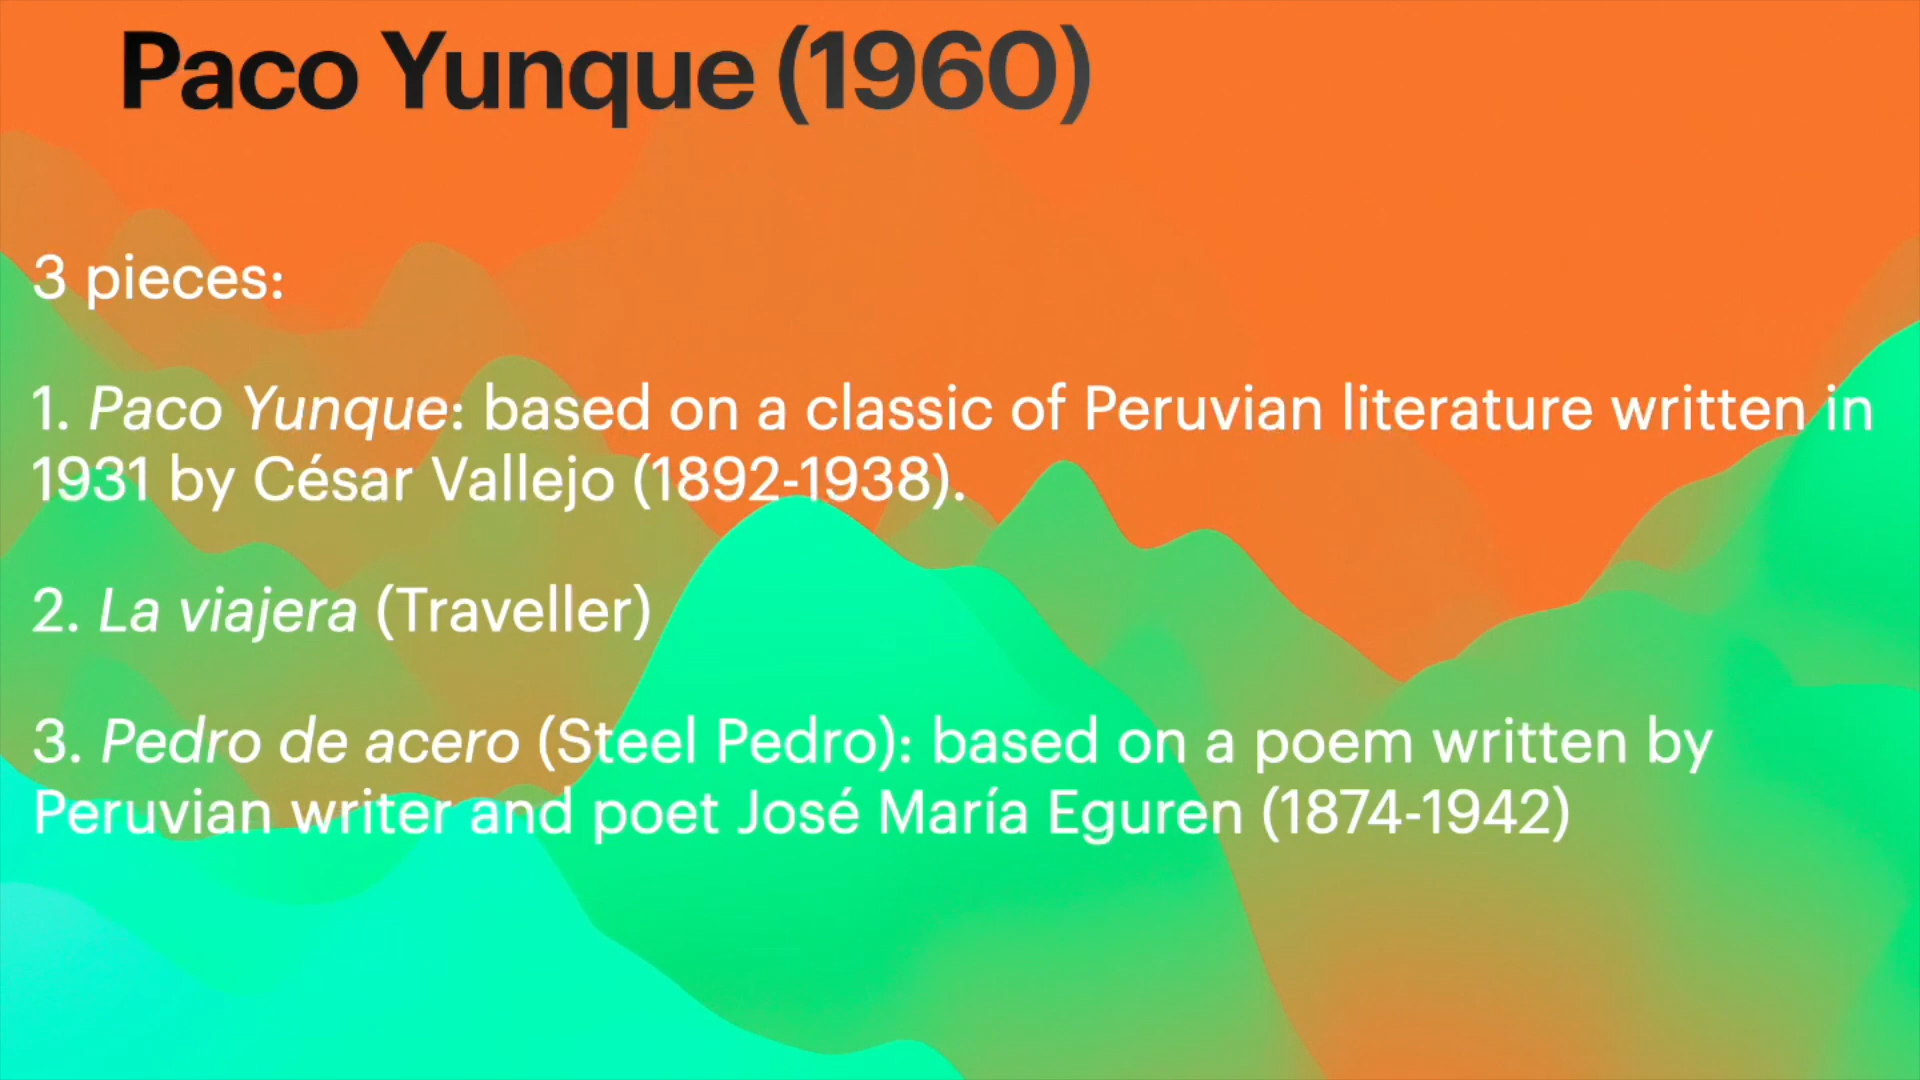 Paco Yunque (1960)
3 pieces:
1. Paco Yunque: based on a classic of Peruvian literature written in
1931 by César Vallejo (1892-1938).
2. La viajera (Traveller)
3. Pedro de acero (Steel Pedro): based on a poem written by
Peruvian writer and poet José María Eguren (1874-1942)